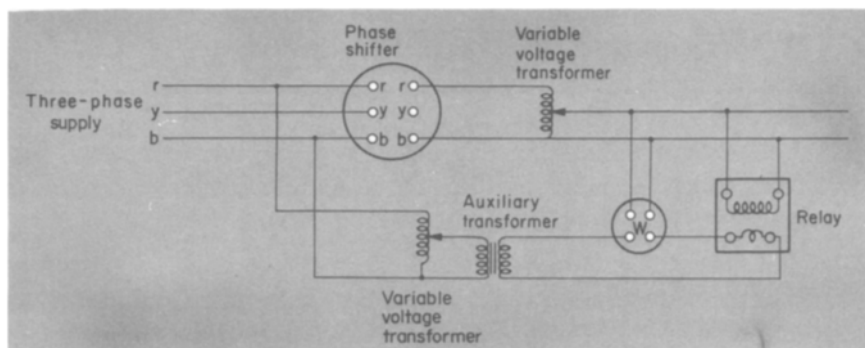 Phase
shifter
Variable
voltage
transformer
Three-phase
supply
r
y
b
r r
y y
b b
Auxiliary
transformer
W
Relay
Variable
voltage
transformer